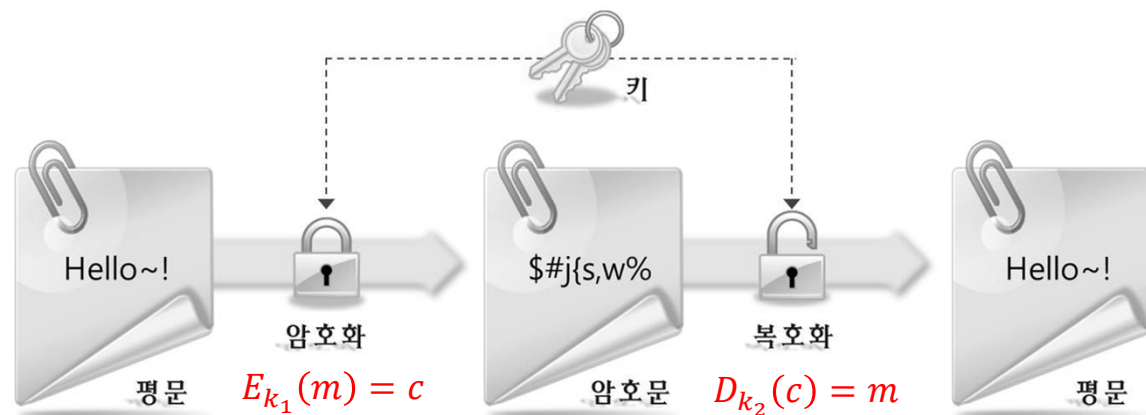 키
Hello~!
$#j{s,w%
Hello~!
암호화
복호화
평문
E_{k_1}(m) = c
암호문
D_{k_2}(c) = m
평문